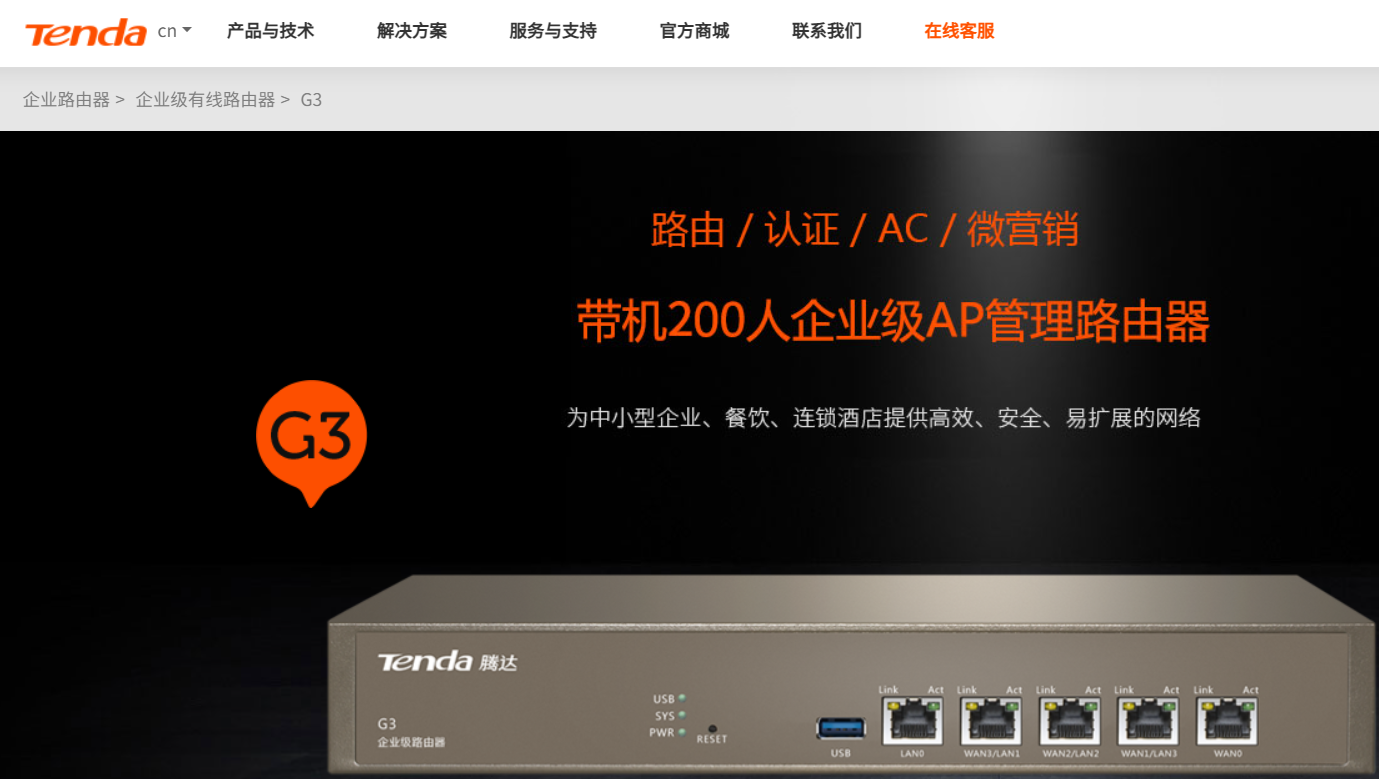 Tenda cn 产品与技术 解决方案 服务与支持 官方商城 联系我们 在线客服
企业路由器 > 企业级有线路由器 > G3
路由 / 认证 / AC / 微营销
带机200人企业级AP管理路由器
为中小型企业、餐饮、连锁酒店提供高效、安全、易扩展的网络
G3
Tenda 腾达
G3
企业级路由器
USB
SYS
PWR
RESET
USB
Link Act Link Act Link Act Link Act Link Act
LAN0 WAN3/LAN1 WAN2/LAN2 WAN1/LAN3 WAN0